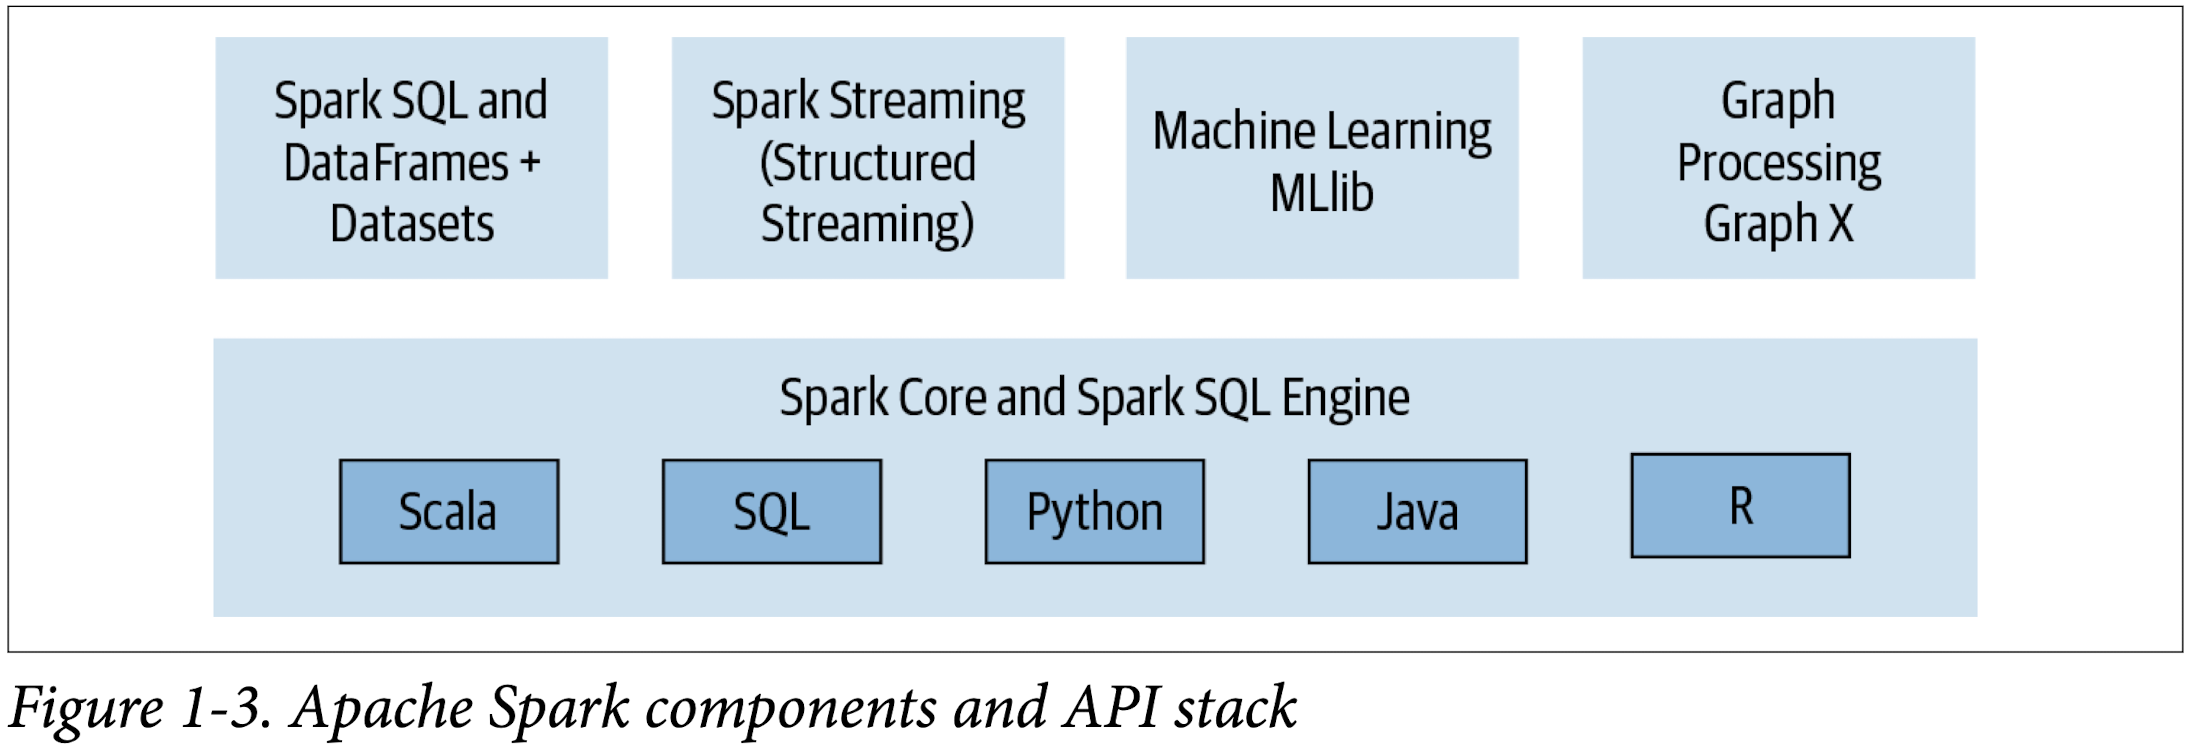 Spark SQL and
DataFrames +
Datasets
Spark Streaming
(Structured
Streaming)
Machine Learning
MLlib
Graph
Processing
Graph X
Spark Core and Spark SQL Engine
Scala
SQL
Python
Java
R
Figure 1-3. Apache Spark components and API stack